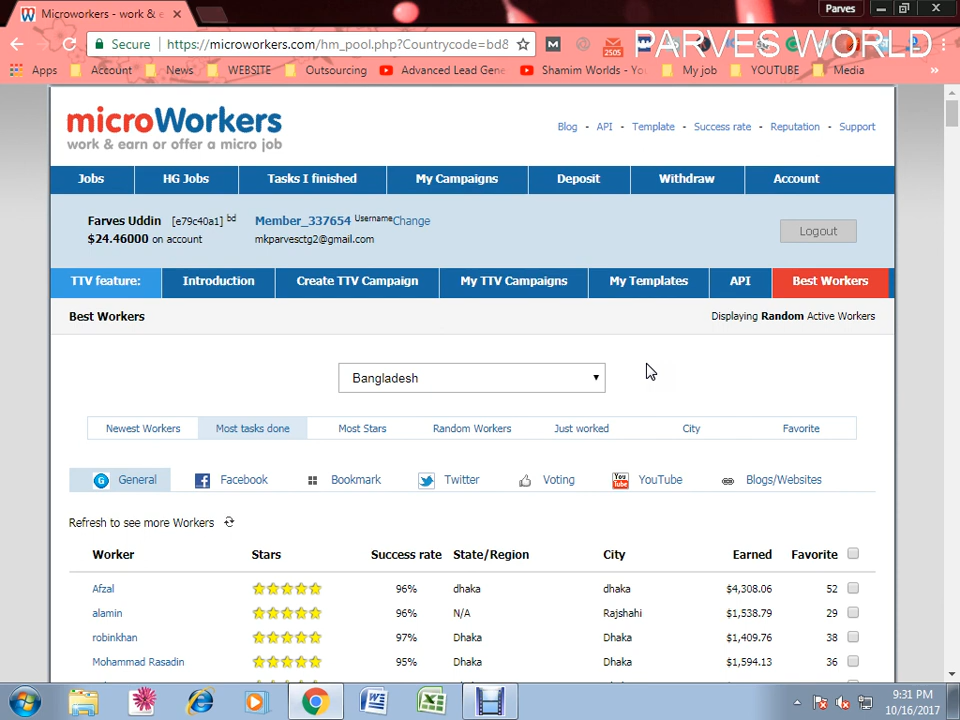 Microworkers - work & e
Parves
Secure
https://microworkers.com/hm_pool.php?Countrycode=bd8
2505
PARVES WORLD
Apps
Account
News
WEBSITE
Outsourcing
Advanced Lead Gene
Shamim Worlds - You
My job
YOUTUBE
Media
microWorkers
work & earn or offer a micro job
Blog - API - Template - Success rate - Reputation - Support
Jobs
HG Jobs
Tasks I finished
My Campaigns
Deposit
Withdraw
Account
Farves Uddin [e79c40a1] bd
Member_337654 Username Change
$24.46000 on account
mkparvesctg2@gmail.com
Logout
TTV feature:
Introduction
Create TTV Campaign
My TTV Campaigns
My Templates
API
Best Workers
Best Workers
Displaying Random Active Workers
Bangladesh
Newest Workers
Most tasks done
Most Stars
Random Workers
Just worked
City
Favorite
General
Facebook
Bookmark
Twitter
Voting
YouTube
Blogs/Websites
Refresh to see more Workers
Worker Stars Success rate State/Region City Earned Favorite
Afzal 96% dhaka dhaka $4,308.06 52
alamin 96% N/A Rajshahi $1,538.79 29
robinkhan 97% Dhaka Dhaka $1,409.76 38
Mohammad Rasadin 95% Dhaka Dhaka $1,594.13 36
9:31 PM
10/16/2017